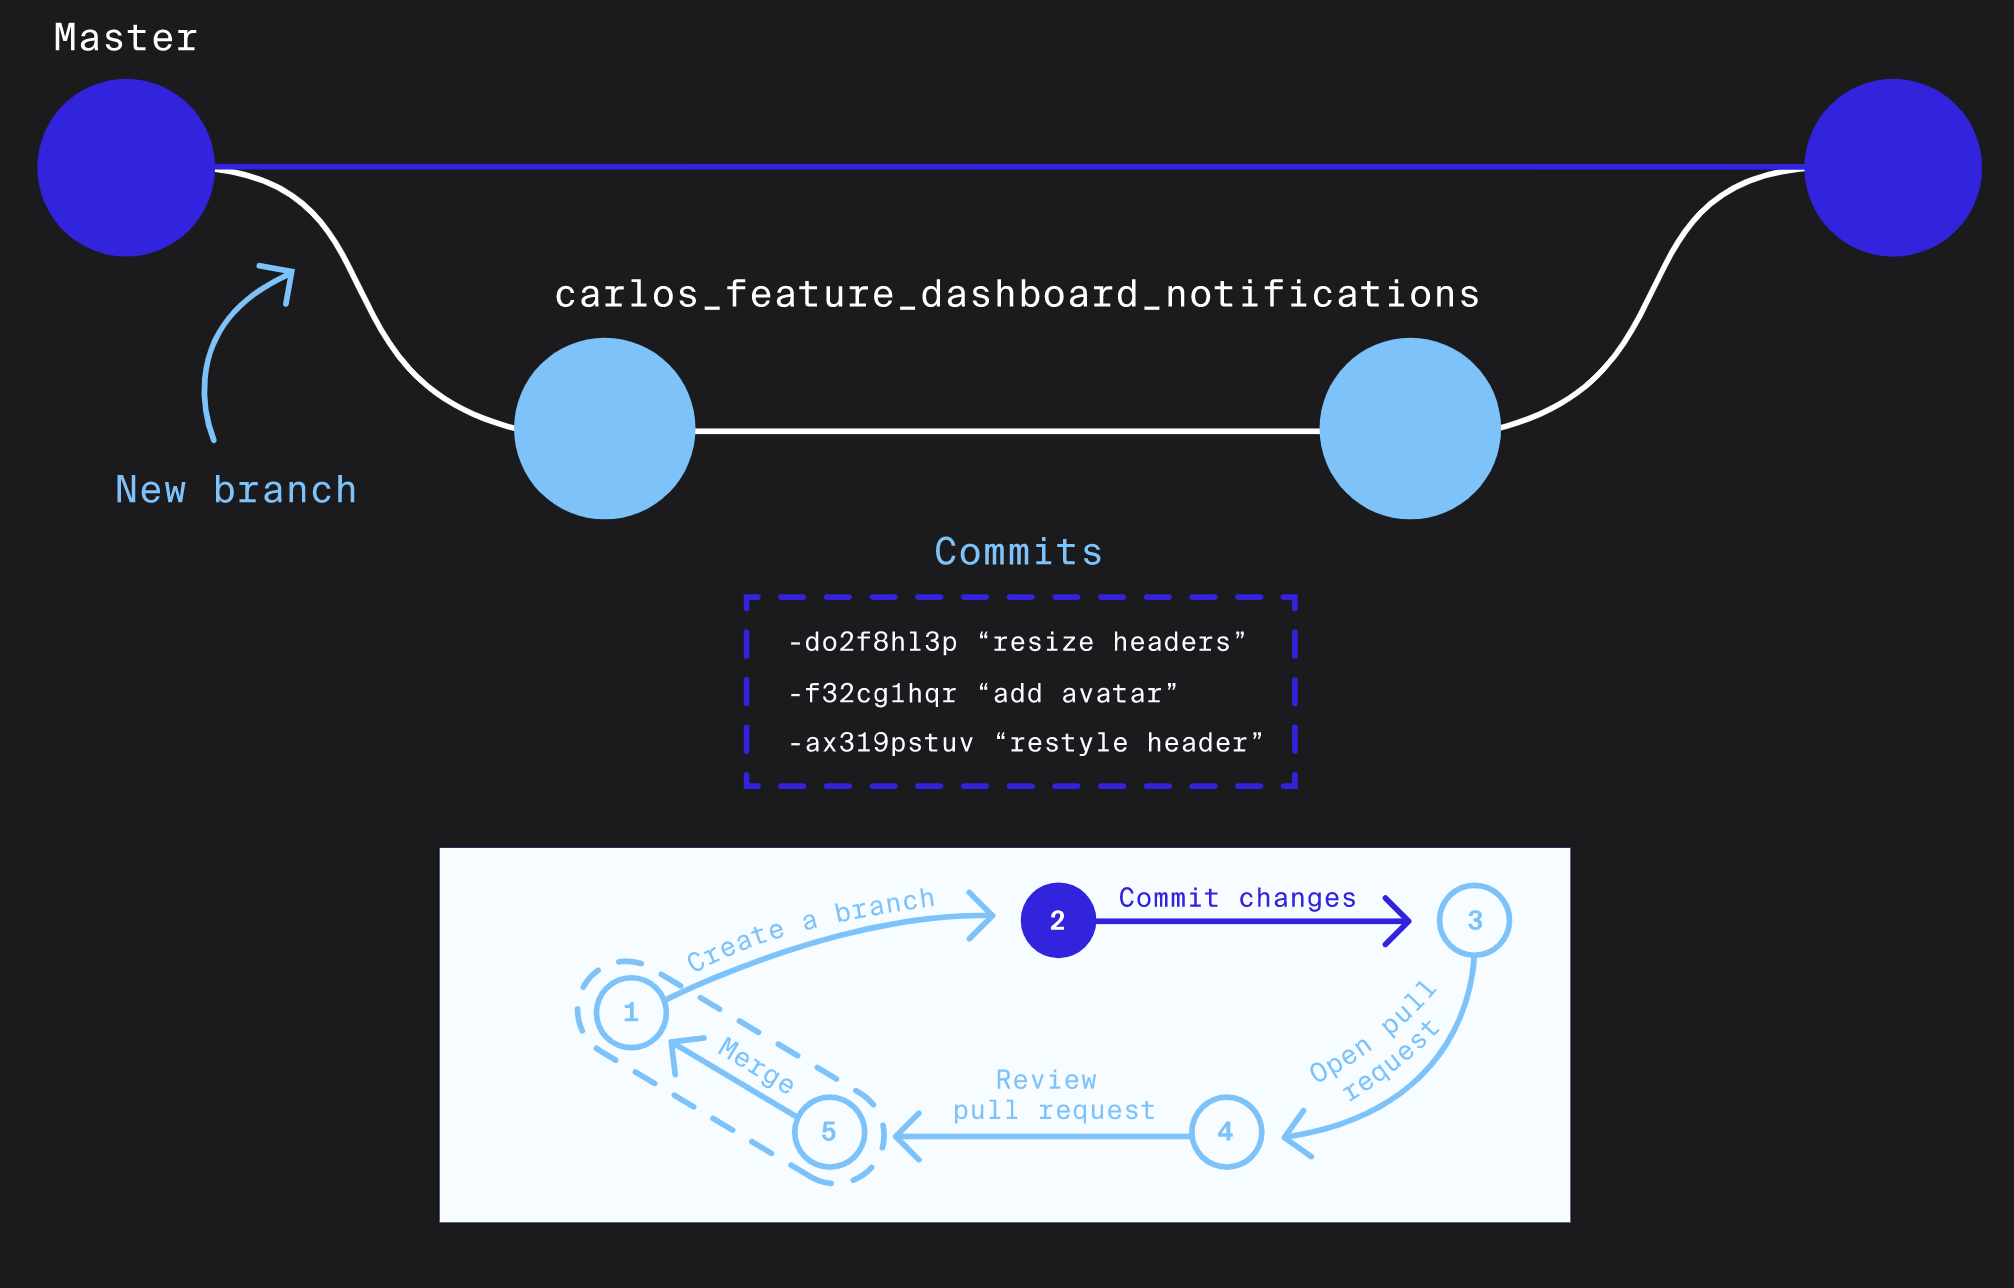 Master
carlos_feature_dashboard_notifications
New branch
Commits
-do2f8hl3p “resize headers”
-f32cg1hqr “add avatar”
-ax319pstuv “restyle header”
Create a branch
2
Commit changes
3
1
Open pull
request
Merge
Review
pull request
5
4